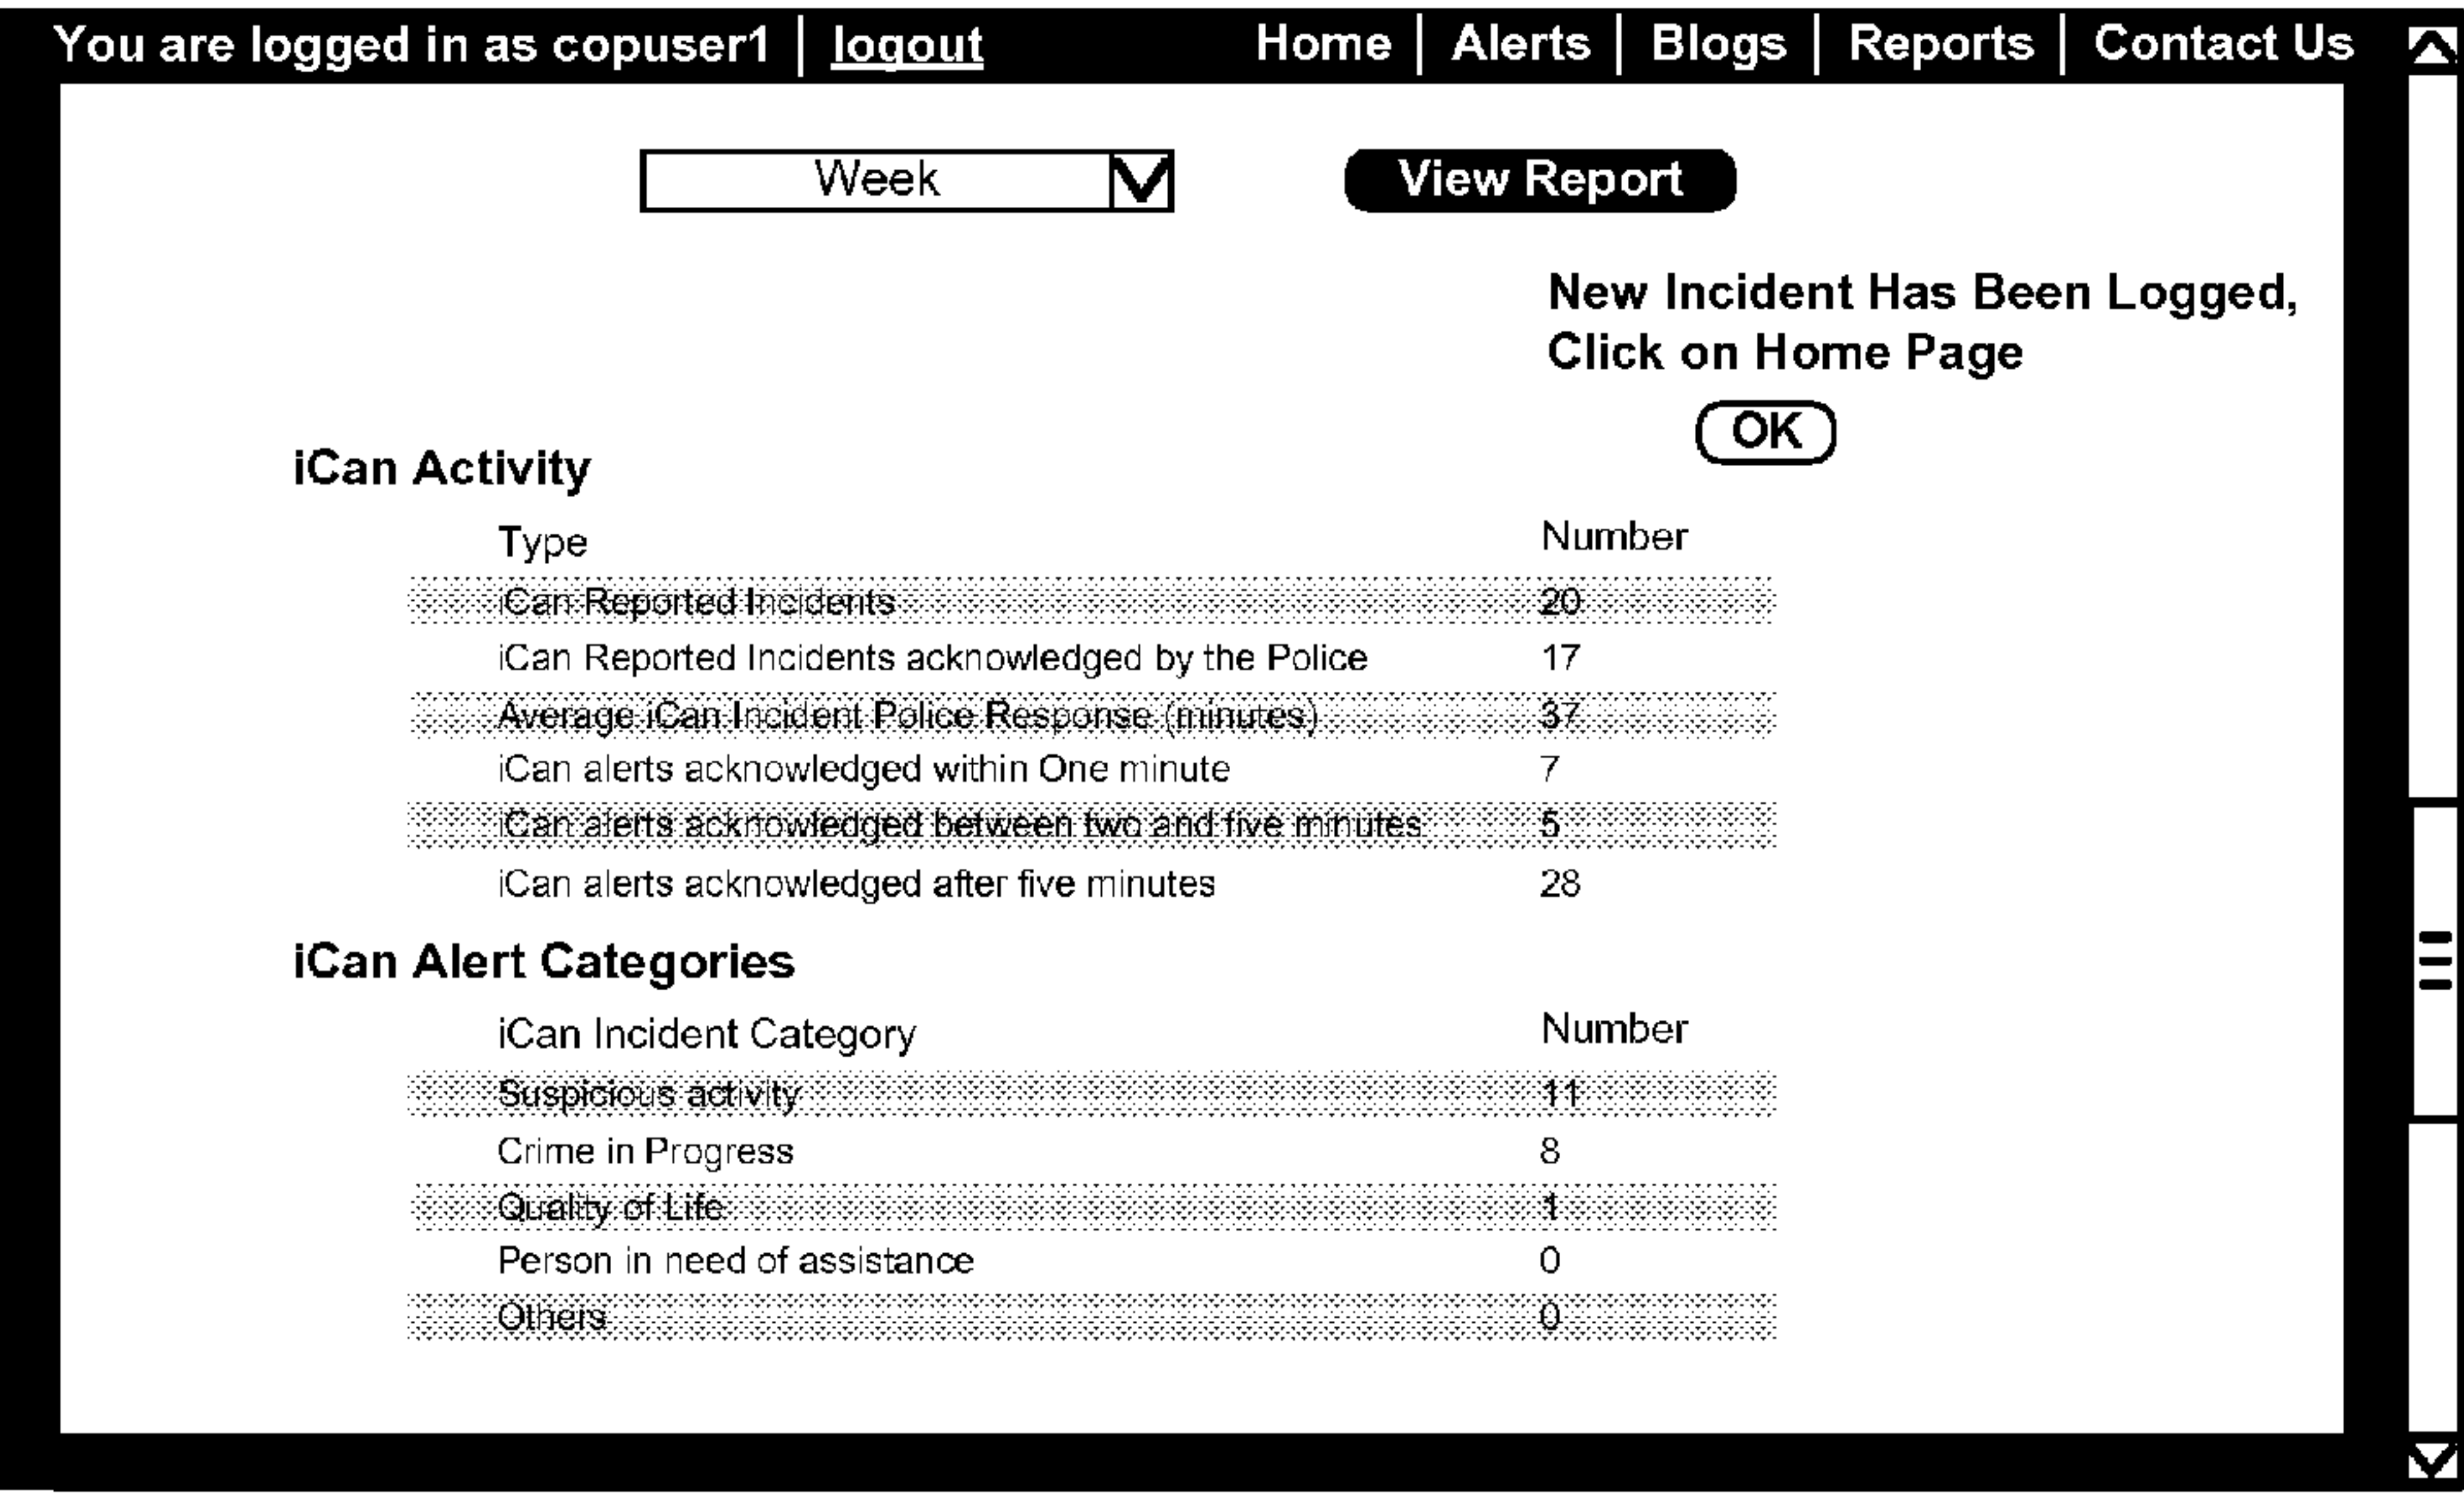 You are logged in as copuser1 | logout Home | Alerts | Blogs | Reports | Contact Us
Week View Report
New Incident Has Been Logged,
Click on Home Page
OK
iCan Activity
Type Number
iCan Reported Incidents 20
iCan Reported Incidents acknowledged by the Police 17
Average iCan Incident Police Response (minutes) 37
iCan alerts acknowledged within One minute 7
iCan alerts acknowledged between two and five minutes 5
iCan alerts acknowledged after five minutes 28
iCan Alert Categories
iCan Incident Category Number
Suspicious activity 11
Crime in Progress 8
Quality of Life 1
Person in need of assistance 0
Others 0